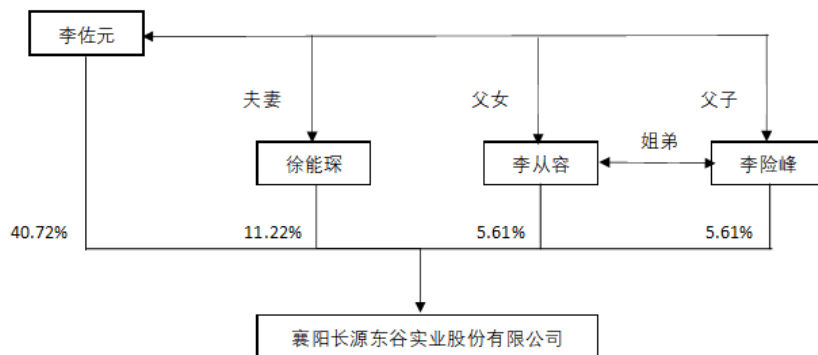 李佐元
夫妻
父女
父子
姐弟
徐能琛
李从容
李险峰
40.72%
11.22%
5.61%
5.61%
襄阳长源东谷实业股份有限公司